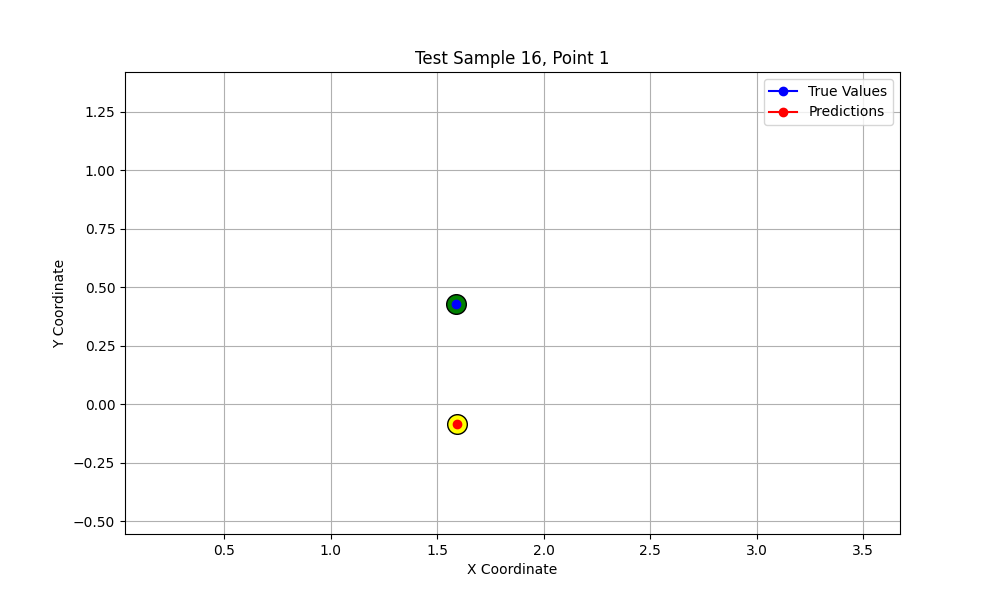 Test Sample 16, Point 1
True Values
Predictions
Y Coordinate
1.25
1.00
0.75
0.50
0.25
0.00
−0.25
−0.50
0.5 1.0 1.5 2.0 2.5 3.0 3.5
X Coordinate